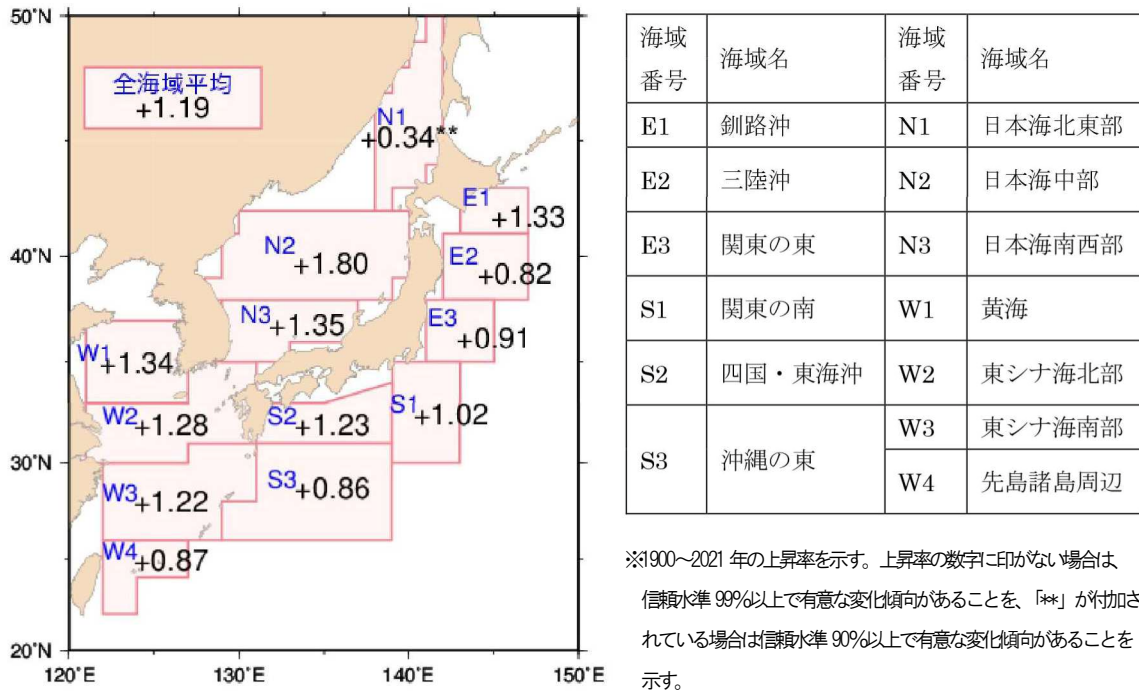 50°N
40°N
30°N
20°N
120°E
130°E
140°E
150°E
全海域平均
+1.19
N1
+0.34**
E1
+1.33
N2
+1.80
E2
+0.82
N3
+1.35
E3
+0.91
W1
+1.34
W2
+1.28
S2
+1.23
S1
+1.02
W3
+1.22
S3
+0.86
W4
+0.87
海域番号 海域名 海域番号 海域名
E1 釧路沖 N1 日本海北東部
E2 三陸沖 N2 日本海中部
E3 関東の東 N3 日本海南西部
S1 関東の南 W1 黄海
S2 四国・東海沖 W2 東シナ海北部
S3 沖縄の東 W3 東シナ海南部
W4 先島諸島周辺
※1900～2021 年の上昇率を示す。上昇率の数字に印がない場合は、
信頼水準 99%以上で有意な変化傾向があることを、「**」が付加さ
れている場合は信頼水準 90%以上で有意な変化傾向があることを
示す。